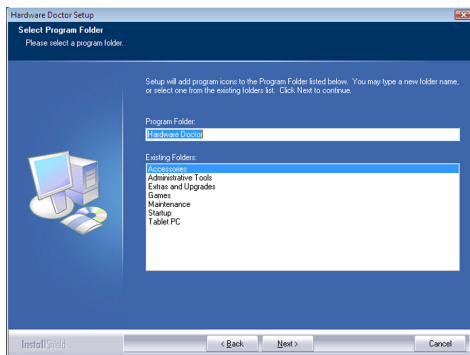 Hardware Doctor Setup
Select Program Folder
Please select a program folder.
Setup will add program icons to the Program Folder listed below. You may type a new folder name,
or select one from the existing folders list. Click Next to continue.
Program Folder:
Hardware Doctor
Existing Folders:
Accessories
Administrative Tools
Extras and Upgrades
Games
Maintenance
Startup
Tablet PC
InstallShield
< Back
Next >
Cancel